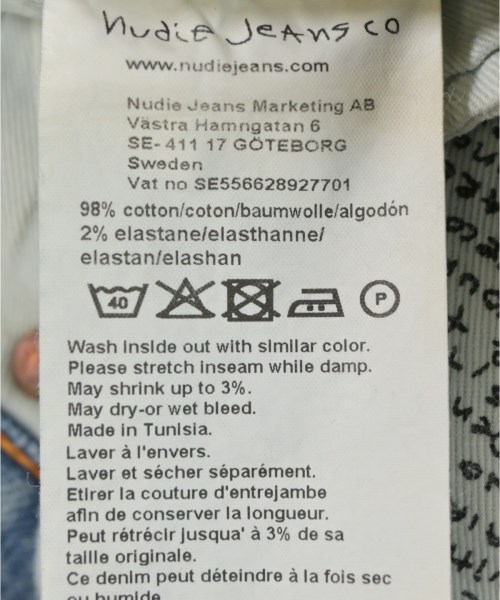 nudie JeAns co
www.nudiejeans.com
Nudie Jeans Marketing AB
Västra Hamngatan 6
SE- 411 17 GÖTEBORG
Sweden
Vat no SE556628927701
98% cotton/coton/baumwolle/algodón
2% elastane/elasthanne/
elastan/elashan
40 P
Wash inside out with similar color.
Please stretch inseam while damp.
May shrink up to 3%.
May dry-or wet bleed.
Made in Tunisia.
Laver à l'envers.
Laver et sécher séparément.
Etirer la couture d'entrejambe
afin de conserver la longueur.
Peut rétrécir jusqua' à 3% de sa
taille originale.
Ce denim peut déteindre à la fois sec
ou humide